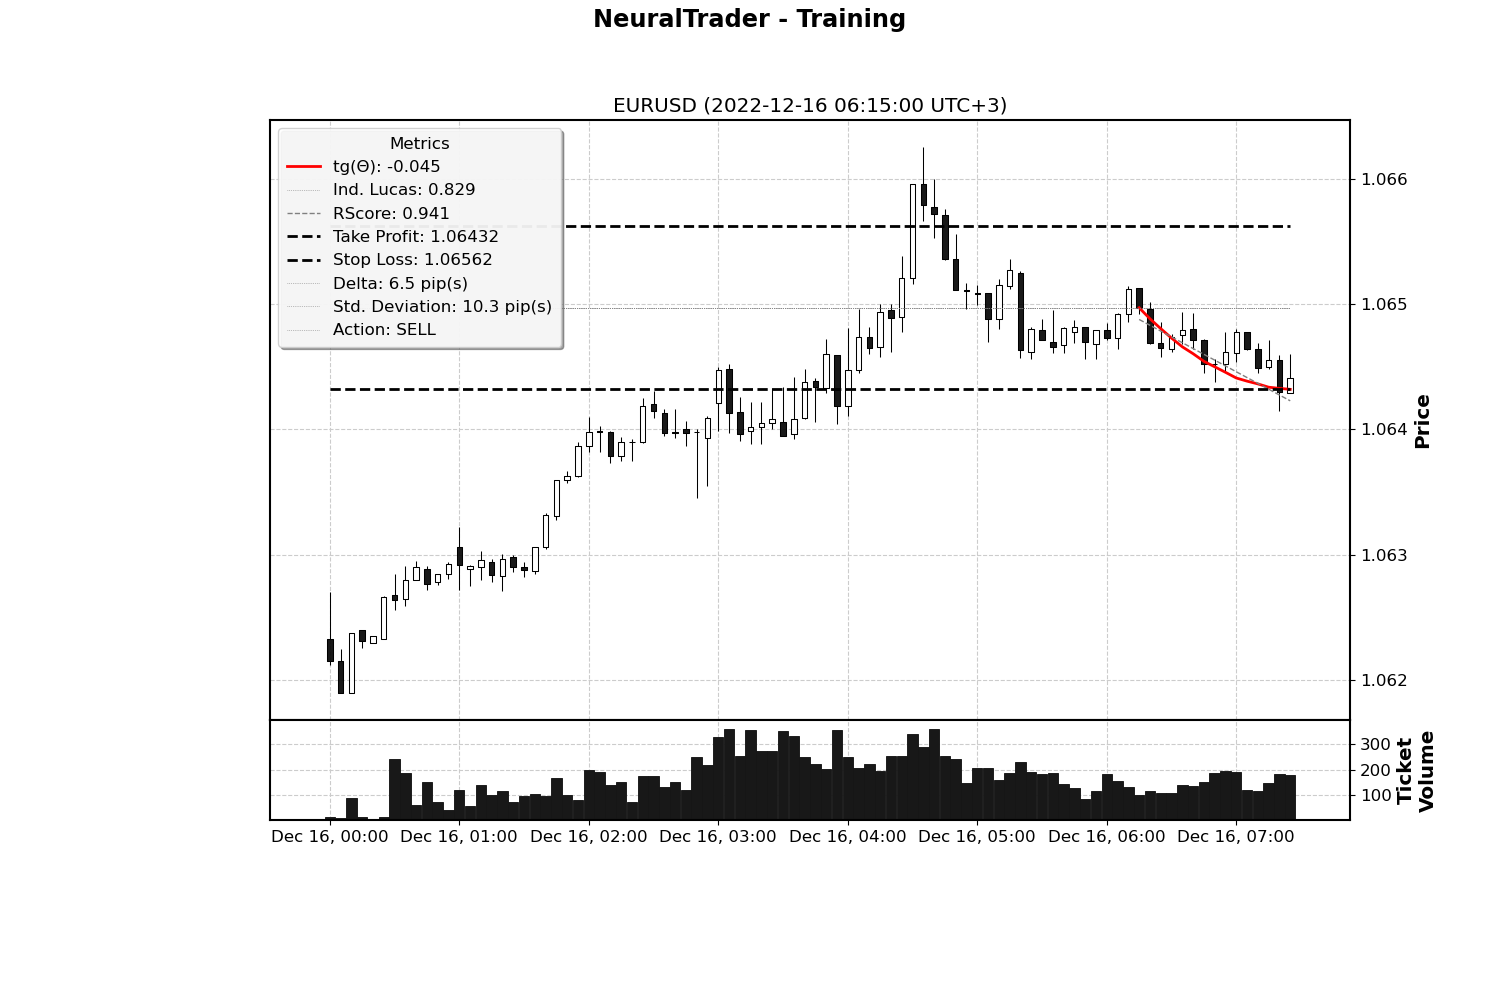 NeuralTrader - Training
EURUSD (2022-12-16 06:15:00 UTC+3)
Metrics
tg(Θ): -0.045
Ind. Lucas: 0.829
RScore: 0.941
Take Profit: 1.06432
Stop Loss: 1.06562
Delta: 6.5 pip(s)
Std. Deviation: 10.3 pip(s)
Action: SELL
1.066
1.065
1.064
1.063
1.062
Price
300
200
100
Ticket
Volume
Dec 16, 00:00 Dec 16, 01:00 Dec 16, 02:00 Dec 16, 03:00 Dec 16, 04:00 Dec 16, 05:00 Dec 16, 06:00 Dec 16, 07:00